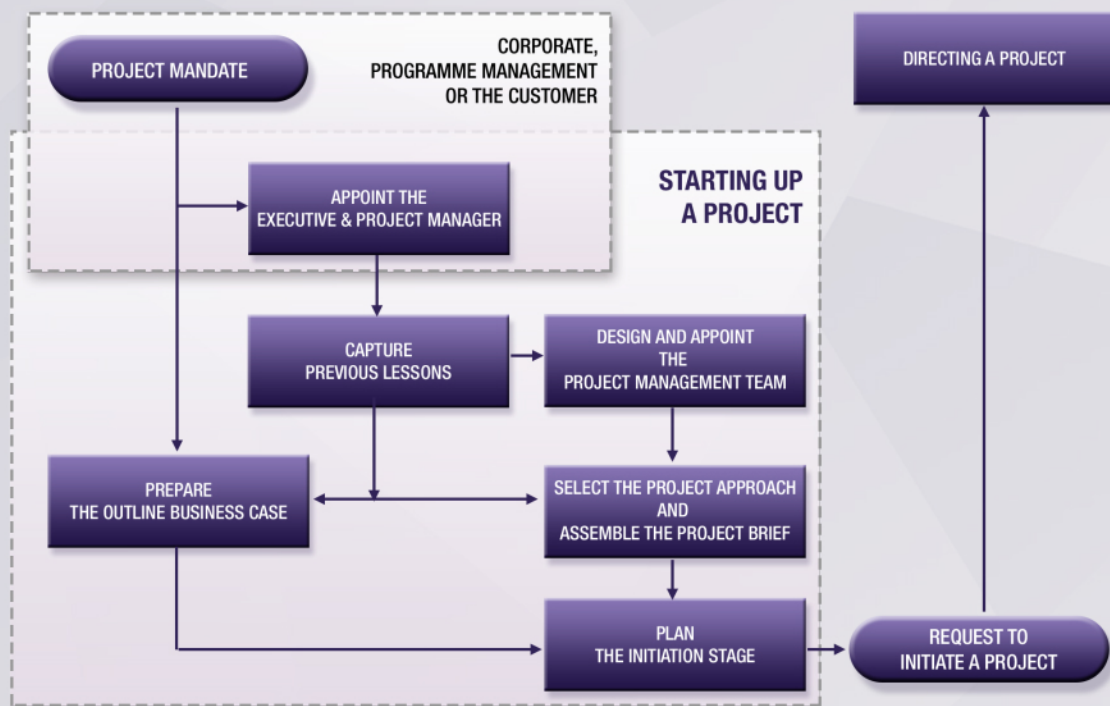 PROJECT MANDATE
CORPORATE,
PROGRAMME MANAGEMENT
OR THE CUSTOMER
DIRECTING A PROJECT
APPOINT THE
EXECUTIVE & PROJECT MANAGER
STARTING UP
A PROJECT
CAPTURE
PREVIOUS LESSONS
DESIGN AND APPOINT
THE
PROJECT MANAGEMENT TEAM
PREPARE
THE OUTLINE BUSINESS CASE
SELECT THE PROJECT APPROACH
AND
ASSEMBLE THE PROJECT BRIEF
PLAN
THE INITIATION STAGE
REQUEST TO
INITIATE A PROJECT